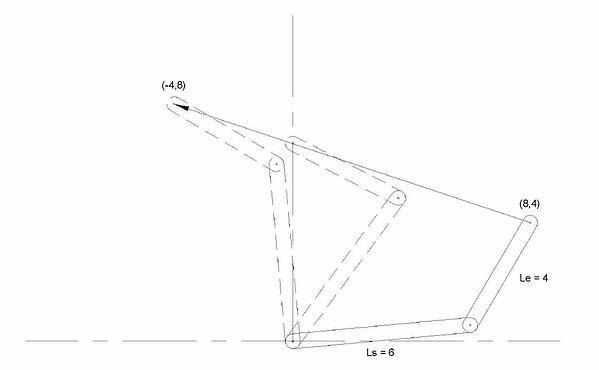 (-4,8)
(8,4)
Le = 4
Ls = 6